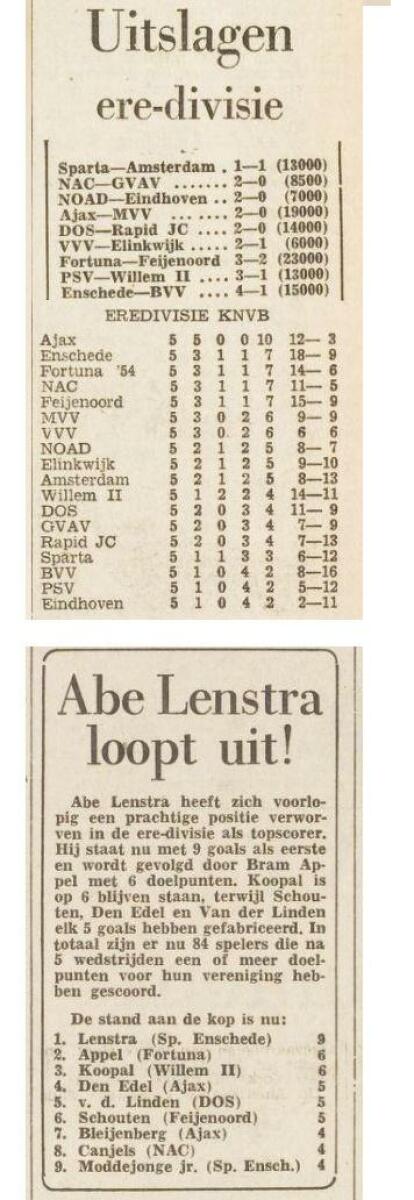 Uitslagen
ere-divisie
Sparta—Amsterdam . 1—1 (13000)
NAC—GVAV ....... 2—0 (8500)
NOAD—Eindhoven .. 2—0 (7000)
Ajax—MVV ... .... 2—0 (19000)
DOS—Rapid JC .... 2—0 (14000)
VVV—Elinkwijk ..... 2—1 (6000)
Fortuna—Feijenoord 3—2 (23000)
PSV—Willem II .... 3—1 (13000)
Enschede—BVV .... 4—1 (15000)
EREDIVISIE KNVB
Ajax 5 5 0 0 10 12— 3
Enschede 5 3 1 1 7 18— 9
Fortuna '54 5 3 1 1 7 14— 6
NAC 5 3 1 1 7 11— 5
Feijenoord 5 3 1 1 7 15— 9
MVV 5 3 0 2 6 9— 9
VVV 5 3 0 2 6 6 6
NOAD 5 2 1 2 5 8— 7
Elinkwijk 5 2 1 2 5 9—10
Amsterdam 5 2 1 2 5 8—13
Willem II 5 1 2 2 4 14—11
DOS 5 2 0 3 4 11— 9
GVAV 5 2 0 3 4 7— 9
Rapid JC 5 2 0 3 4 7—13
Sparta 5 1 1 3 3 6—12
BVV 5 1 0 4 2 8—16
PSV 5 1 0 4 2 5—12
Eindhoven 5 1 0 4 2 2—11
Abe Lenstra
loopt uit!
Abe Lenstra heeft zich voorlo-
pig een prachtige positie verwor-
ven in de ere-divisie als topscorer.
Hij staat nu met 9 goals als eerste
en wordt gevolgd door Bram Ap-
pel met 6 doelpunten. Koopal is
op 6 blijven staan, terwijl Schou-
ten, Den Edel en Van der Linden
elk 5 goals hebben gefabriceerd. In
totaal zijn er nu 84 spelers die na
5 wedstrijden een of meer doel-
punten voor hun vereniging heb-
ben gescoord.
De stand aan de kop is nu:
1. Lenstra (Sp. Enschede) 9
2. Appel (Fortuna) 6
3. Koopal (Willem II) 6
4. Den Edel (Ajax) 5
5. v. d. Linden (DOS) 5
6. Schouten (Feijenoord) 5
7. Bleijenberg (Ajax) 4
8. Canjels (NAC) 4
9. Moddejonge jr. (Sp. Ensch.) 4